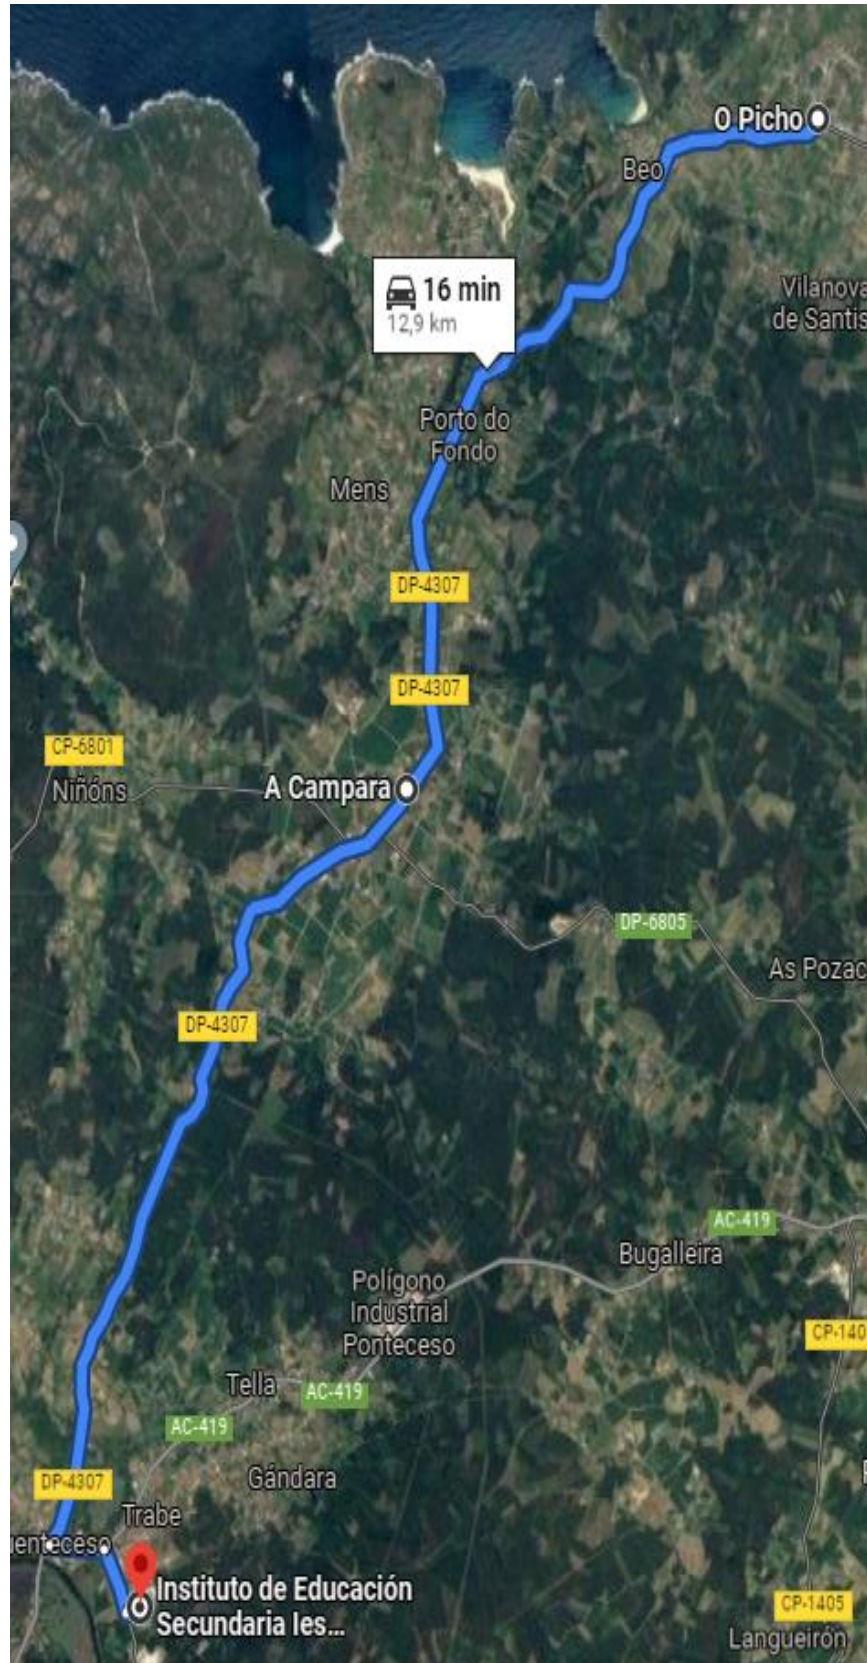 O Picho
Beo
Vilanova
de Santis
16 min
12,9 km
Porto do
Fondo
Mens
DP-4307
DP-4307
CP-6801
Niñóns
A Campara
DP-6805
As Pozac
DP-4307
AC-419
Bugalleira
Polígono
Industrial
Ponteceso
CP-140
Tella
AC-419
AC-419
Gándara
DP-4307
Trabe
uenteceso
Instituto de Educación
Secundaria Ies...
CP-1405
Langueirón